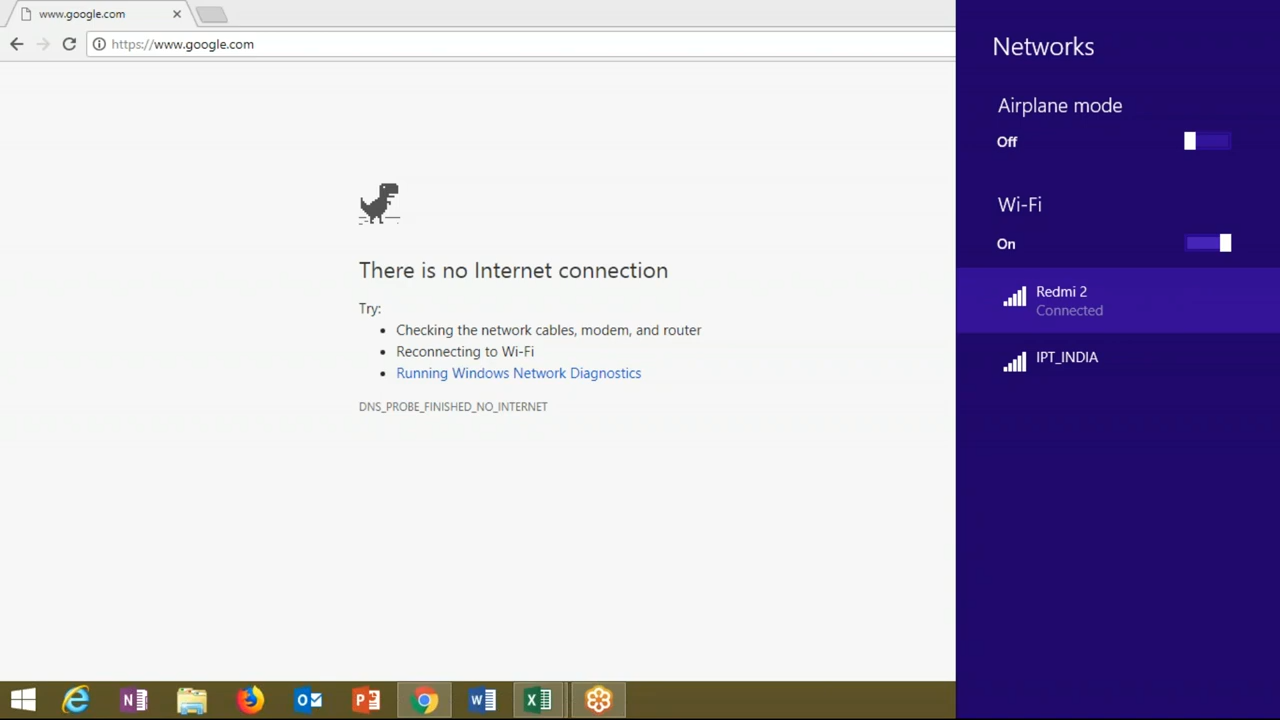 www.google.com
https://www.google.com
There is no Internet connection
Try:
• Checking the network cables, modem, and router
• Reconnecting to Wi-Fi
• Running Windows Network Diagnostics
DNS_PROBE_FINISHED_NO_INTERNET
Networks
Airplane mode
Off
Wi-Fi
On
Redmi 2
Connected
IPT_INDIA